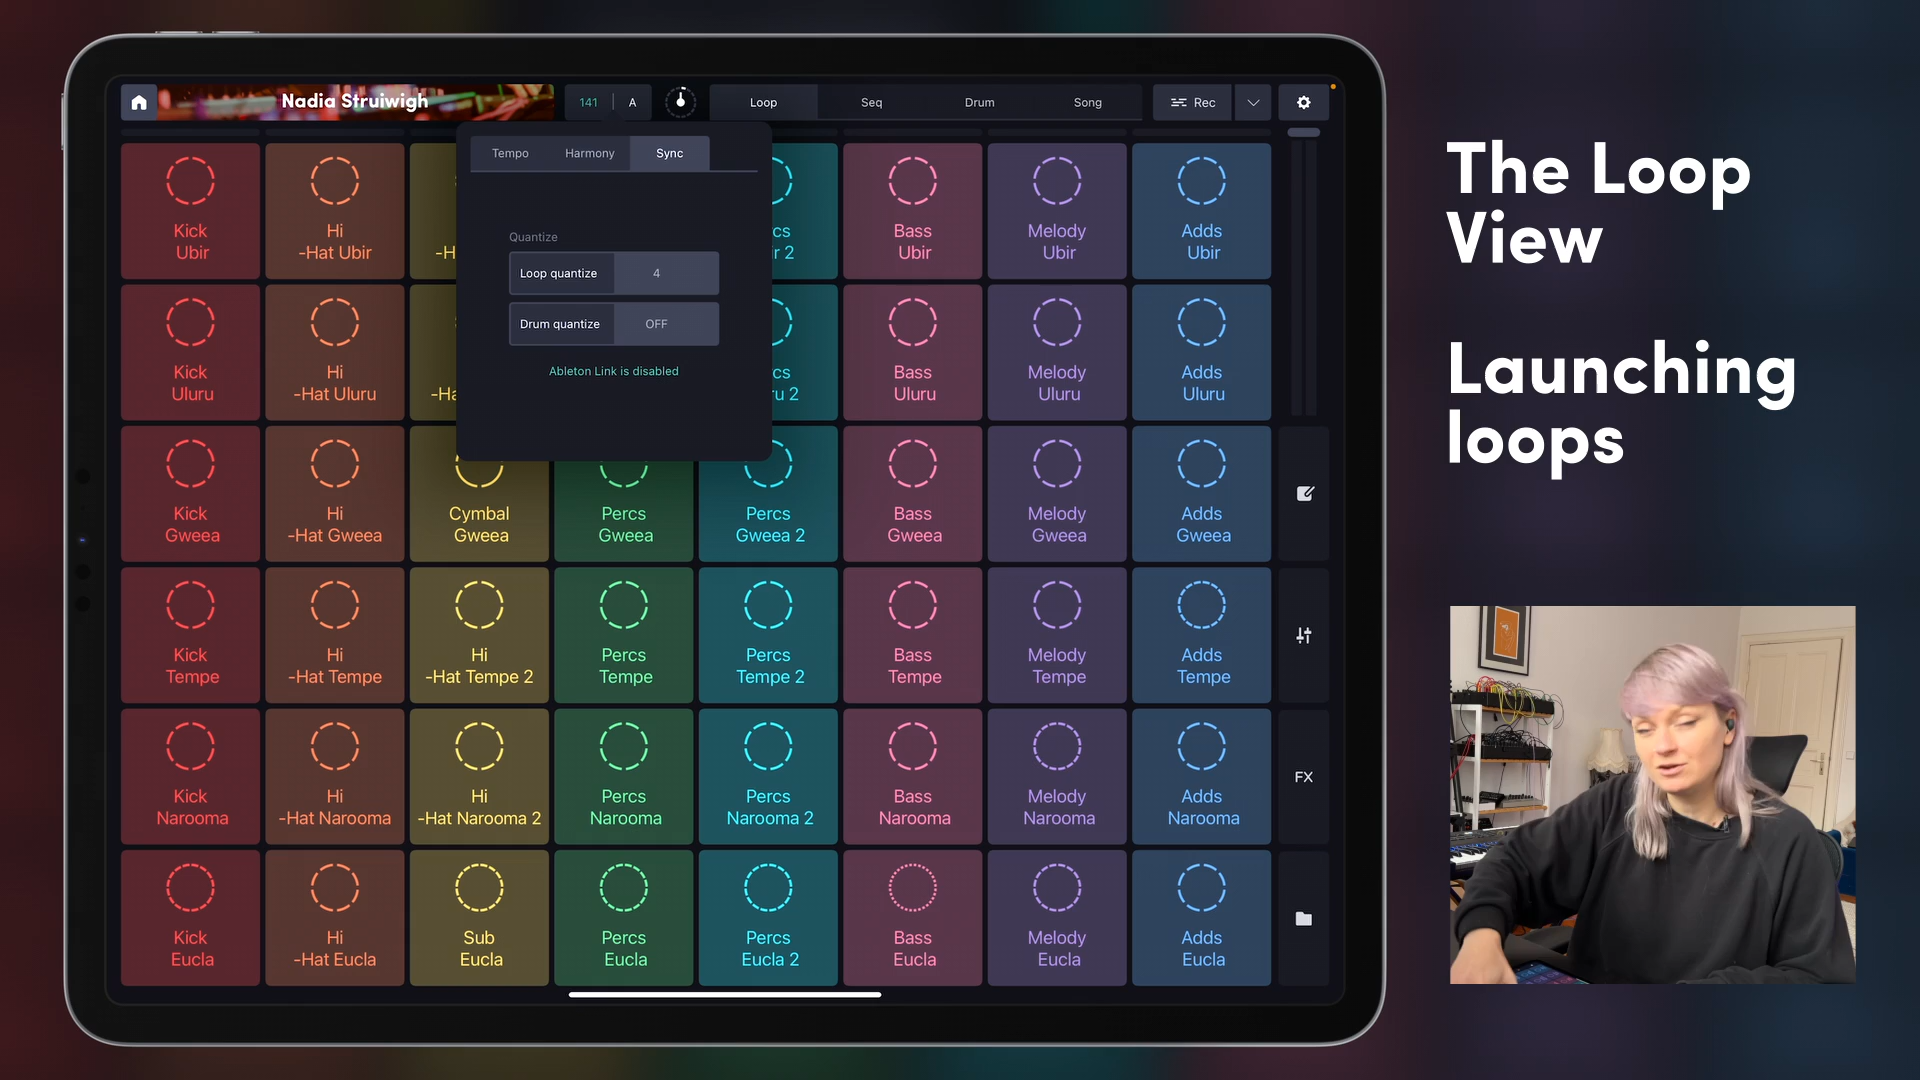 Nadia Struiwigh
141
A
Loop
Seq
Drum
Song
Rec
Tempo
Harmony
Sync
Quantize
Loop quantize
4
Drum quantize
OFF
Ableton Link is disabled
Kick
Ubir
Hi
-Hat Ubir
Bass
Ubir
Melody
Ubir
Adds
Ubir
Kick
Uluru
Hi
-Hat Uluru
Bass
Uluru
Melody
Uluru
Adds
Uluru
Kick
Gweea
Hi
-Hat Gweea
Cymbal
Gweea
Percs
Gweea
Percs
Gweea 2
Bass
Gweea
Melody
Gweea
Adds
Gweea
Kick
Tempe
Hi
-Hat Tempe
Hi
-Hat Tempe 2
Percs
Tempe
Percs
Tempe 2
Bass
Tempe
Melody
Tempe
Adds
Tempe
Kick
Narooma
Hi
-Hat Narooma
Hi
-Hat Narooma 2
Percs
Narooma
Percs
Narooma 2
Bass
Narooma
Melody
Narooma
Adds
Narooma
FX
Kick
Eucla
Hi
-Hat Eucla
Sub
Eucla
Percs
Eucla
Percs
Eucla 2
Bass
Eucla
Melody
Eucla
Adds
Eucla
The Loop
View
Launching
loops